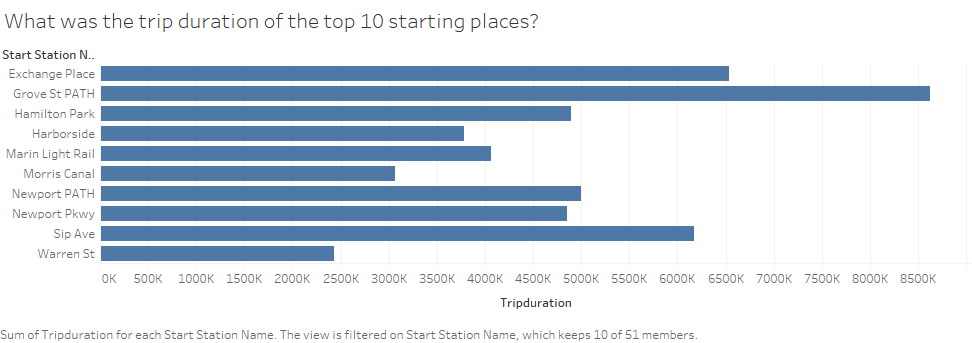 What was the trip duration of the top 10 starting places?
Start Station N..
Exchange Place
Grove St PATH
Hamilton Park
Harborside
Marin Light Rail
Morris Canal
Newport PATH
Newport Pkwy
Sip Ave
Warren St
0K 500K 1000K 1500K 2000K 2500K 3000K 3500K 4000K 4500K 5000K 5500K 6000K 6500K 7000K 7500K 8000K 8500K
Tripduration
Sum of Tripduration for each Start Station Name. The view is filtered on Start Station Name, which keeps 10 of 51 members.